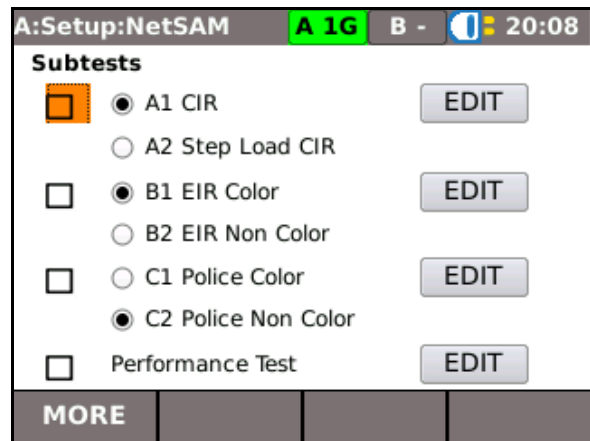 A:Setup:NetSAM A 1G B - 20:08
Subtests
A1 CIR EDIT
A2 Step Load CIR
B1 EIR Color EDIT
B2 EIR Non Color
C1 Police Color EDIT
C2 Police Non Color
Performance Test EDIT
MORE